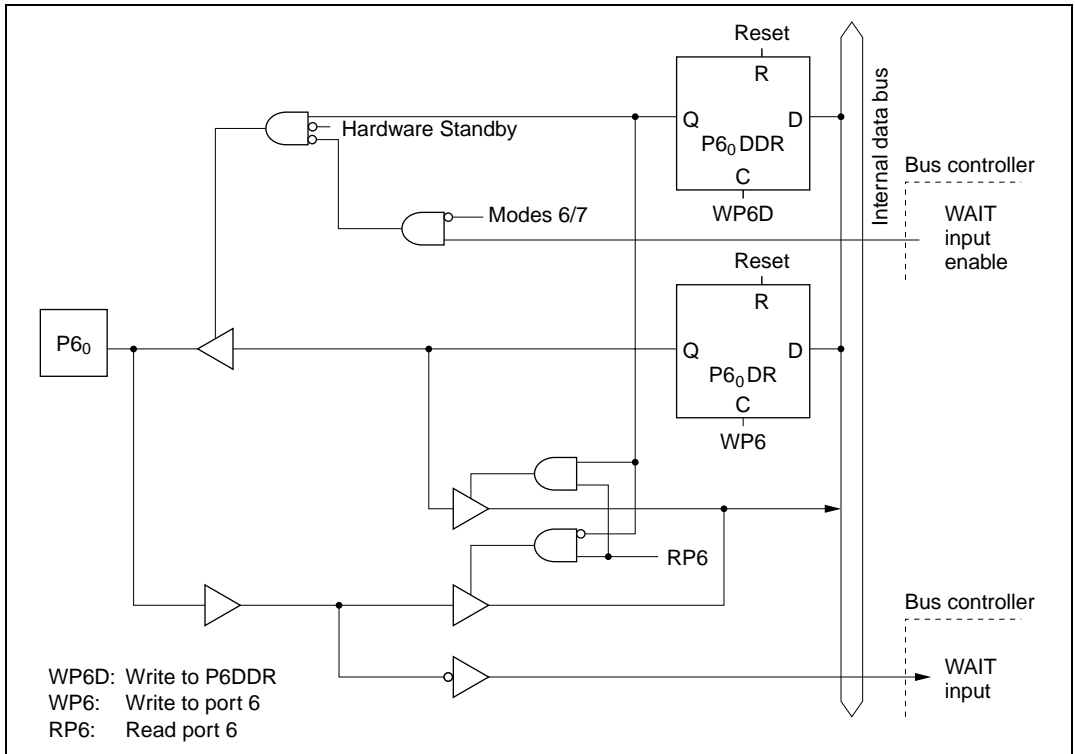 Reset
R
Q
D
P6₀ DDR
C
WP6D
Hardware Standby
Modes 6/7
Internal data bus
Bus controller
WAIT
input
enable
Reset
R
Q
D
P6₀ DR
C
WP6
P6₀
RP6
Bus controller
WAIT
input
WP6D: Write to P6DDR
WP6: Write to port 6
RP6: Read port 6